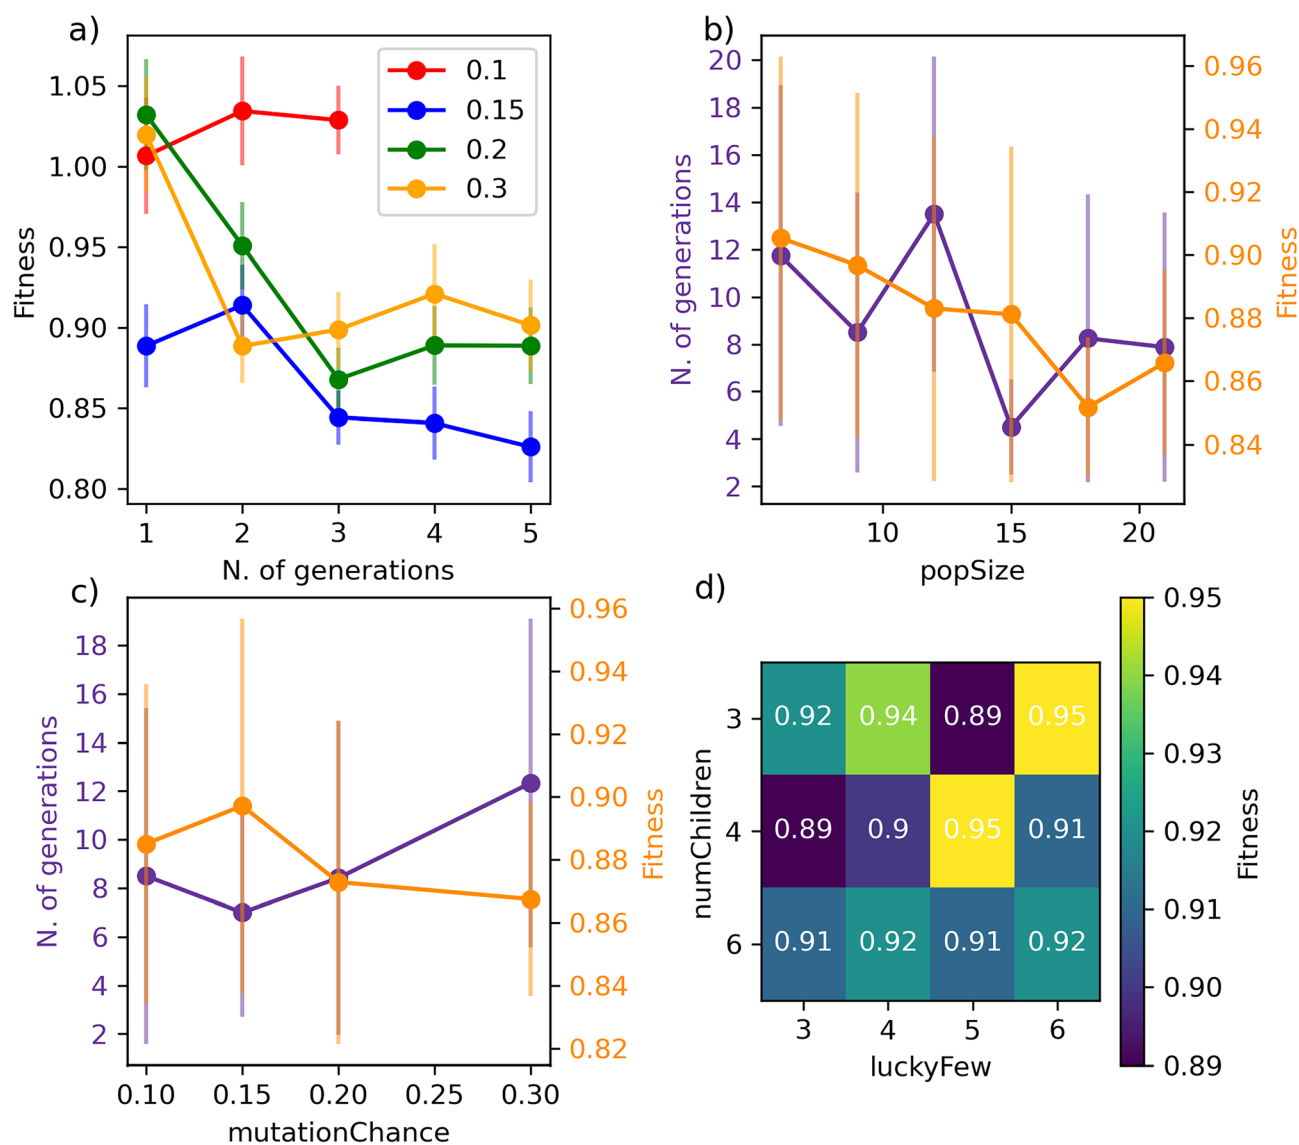 a)
Fitness
1.05
1.00
0.95
0.90
0.85
0.80
0.1
0.15
0.2
0.3
1 2 3 4 5
N. of generations
b)
N. of generations
20
18
16
14
12
10
8
6
4
2
0.96
0.94
0.92
0.90
0.88
0.86
0.84
Fitness
10 15 20
popSize
c)
N. of generations
18
16
14
12
10
8
6
4
2
0.96
0.94
0.92
0.90
0.88
0.86
0.84
0.82
Fitness
0.10 0.15 0.20 0.30
mutationChance
d)
numChildren
3 0.92 0.94 0.89 0.95
4 0.89 0.9 0.95 0.91
6 0.91 0.92 0.91 0.92
3 4 5 6
luckyFew
0.95
0.94
0.93
0.92
0.91
0.90
0.89
Fitness